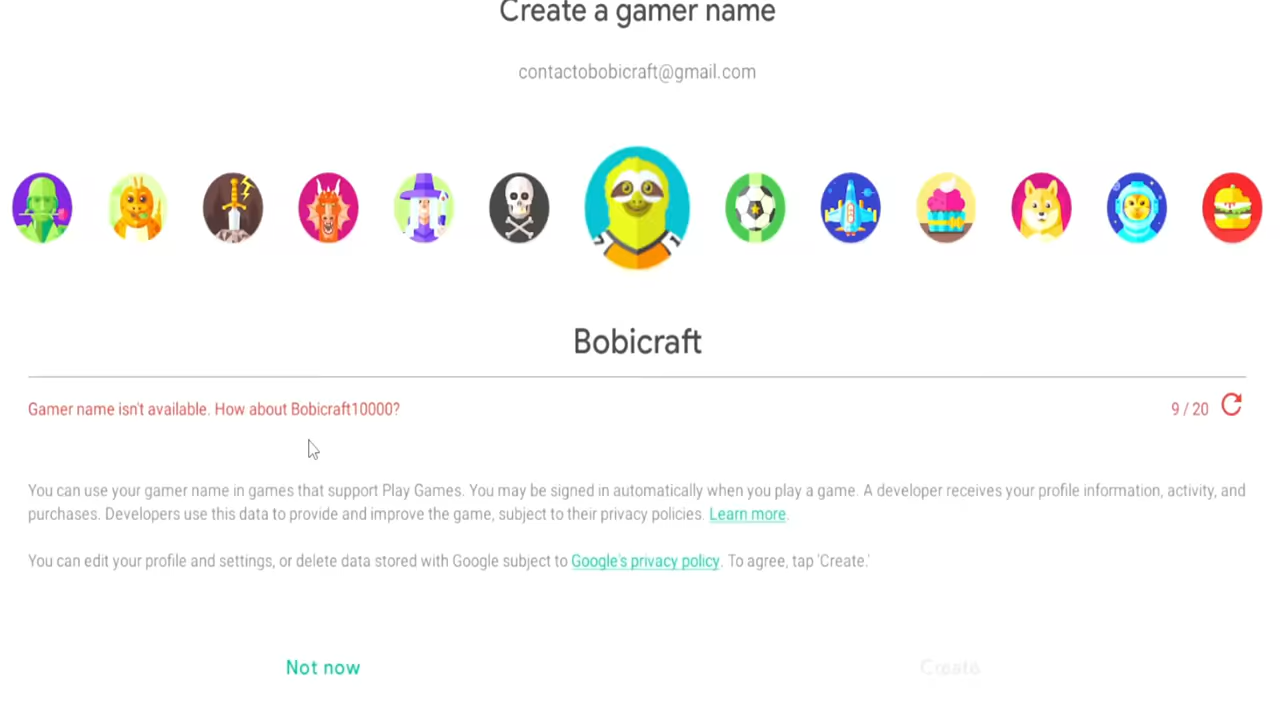 Create a gamer name
contactobobicraft@gmail.com
Bobicraft
Gamer name isn't available. How about Bobicraft10000?
9 / 20
You can use your gamer name in games that support Play Games. You may be signed in automatically when you play a game. A developer receives your profile information, activity, and
purchases. Developers use this data to provide and improve the game, subject to their privacy policies. Learn more.
You can edit your profile and settings, or delete data stored with Google subject to Google's privacy policy. To agree, tap 'Create.'
Not now
Create